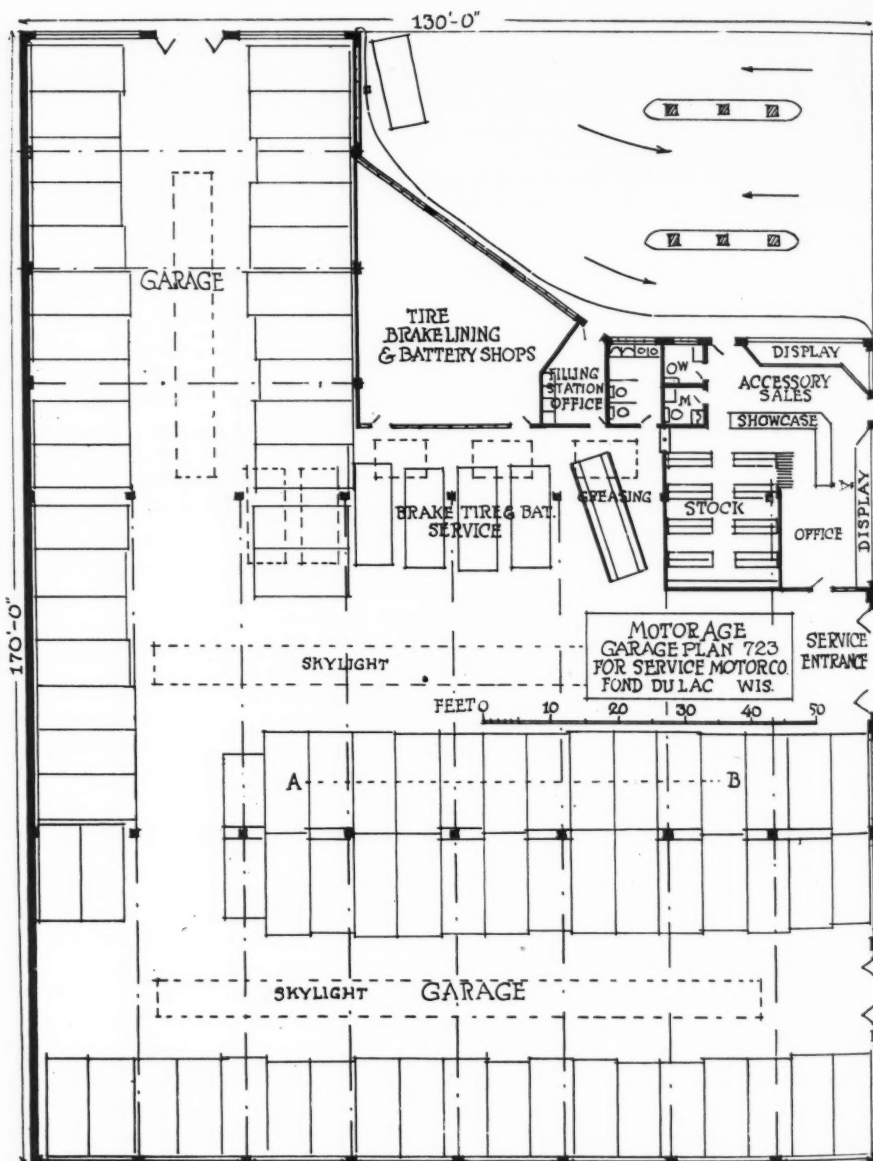 130'-0"
GARAGE
TIRE
BRAKE LINING
& BATTERY SHOPS
FILLING
STATION
OFFICE
W
M
DISPLAY
ACCESSORY
SALES
SHOWCASE
BRAKE TIRE & BAT.
SERVICE
GREASING
STOCK
OFFICE
DISPLAY
170'-0"
SKYLIGHT
MOTOR AGE
GARAGE PLAN 723
FOR SERVICE MOTOR CO.
FOND DU LAC WIS.
SERVICE
ENTRANCE
FEET 0 10 20 30 40 50
A B
SKYLIGHT GARAGE